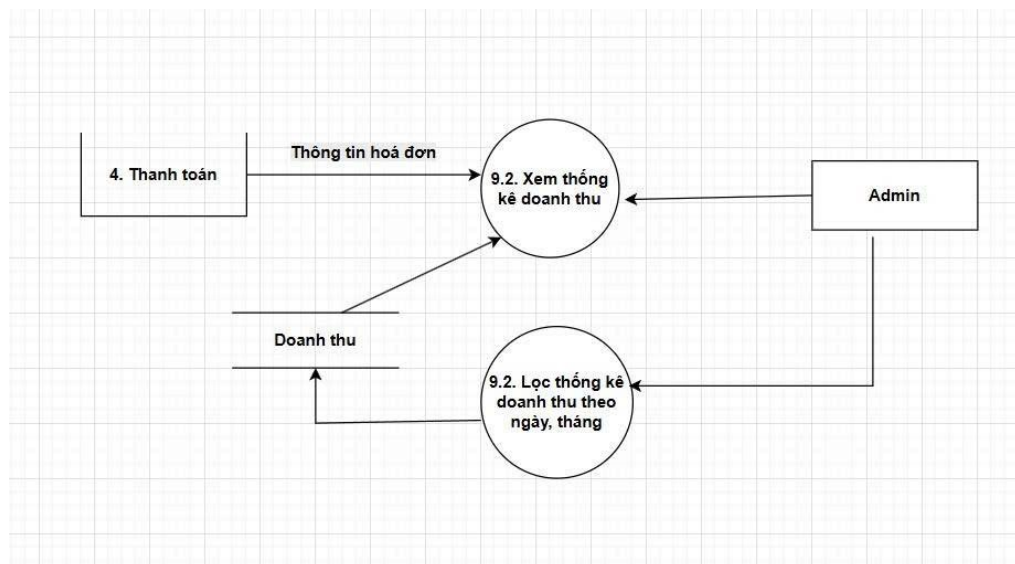 Thông tin hoá đơn
4. Thanh toán
9.2. Xem thống
kê doanh thu
Admin
Doanh thu
9.2. Lọc thống kê
doanh thu theo
ngày, tháng